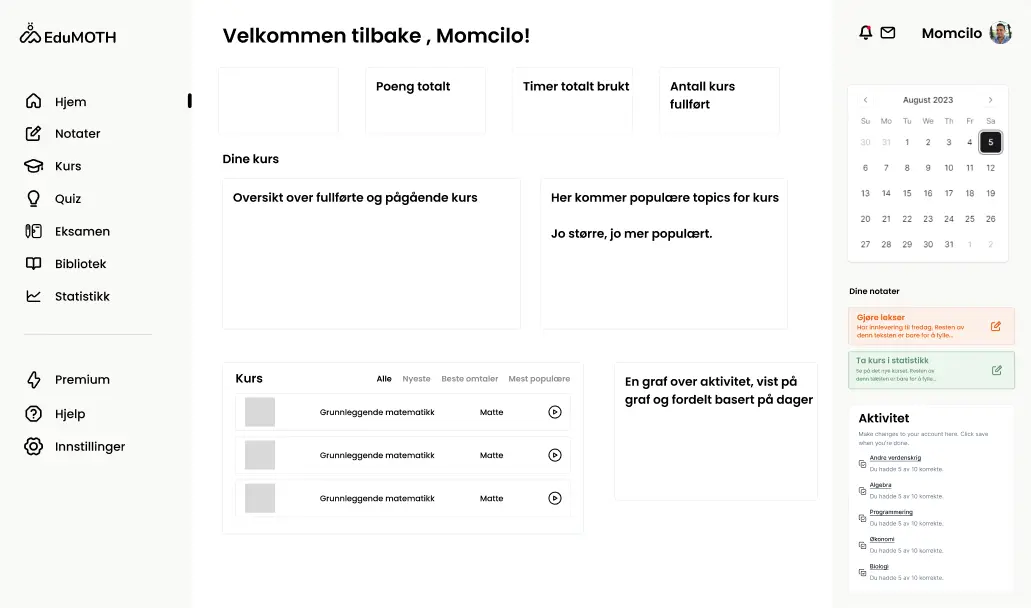 EduMOTH
Hjem
Notater
Kurs
Quiz
Eksamen
Bibliotek
Statistikk
Premium
Hjelp
Innstillinger
Velkommen tilbake , Momcilo!
Poeng totalt
Timer totalt brukt
Antall kurs
fullført
Dine kurs
Oversikt over fullførte og pågående kurs
Her kommer populære topics for kurs
Jo større, jo mer populært.
Kurs
Alle Nyeste Beste omtaler Mest populære
Grunnleggende matematikk Matte
Grunnleggende matematikk Matte
Grunnleggende matematikk Matte
En graf over aktivitet, vist på
graf og fordelt basert på dager
Momcilo
August 2023
Su Mo Tu We Th Fr Sa
30 31 1 2 3 4 5
6 7 8 9 10 11 12
13 14 15 16 17 18 19
20 21 22 23 24 25 26
27 28 29 30 31 1 2
Dine notater
Gjøre lekser
Har innlevering til fredag. Resten av
denn teksten er bare for å fylle...
Ta kurs i statistikk
Se på det nye kurset. Resten av
denn teksten er bare for å fylle...
Aktivitet
Make changes to your account here. Click save
when you're done.
Andre verdenskrig
Du hadde 5 av 10 korrekte.
Algebra
Du hadde 5 av 10 korrekte.
Programmering
Du hadde 5 av 10 korrekte.
Økonomi
Du hadde 5 av 10 korrekte.
Biologi
Du hadde 5 av 10 korrekte.